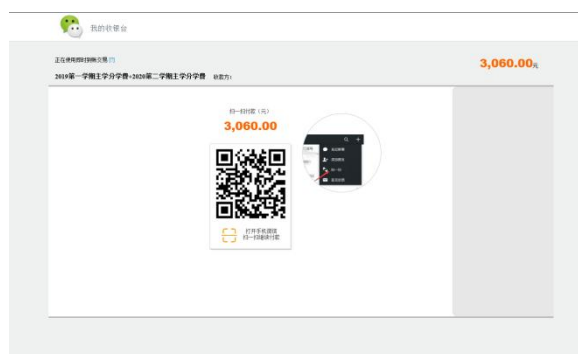 我的收银台
正在使用即时到账交易 [?]
3,060.00元
2019第一学期主学分学费+2020第二学期主学分学费 收款方:
扫一扫付款（元）
3,060.00
打开手机微信
扫一扫继续付款
扫一扫